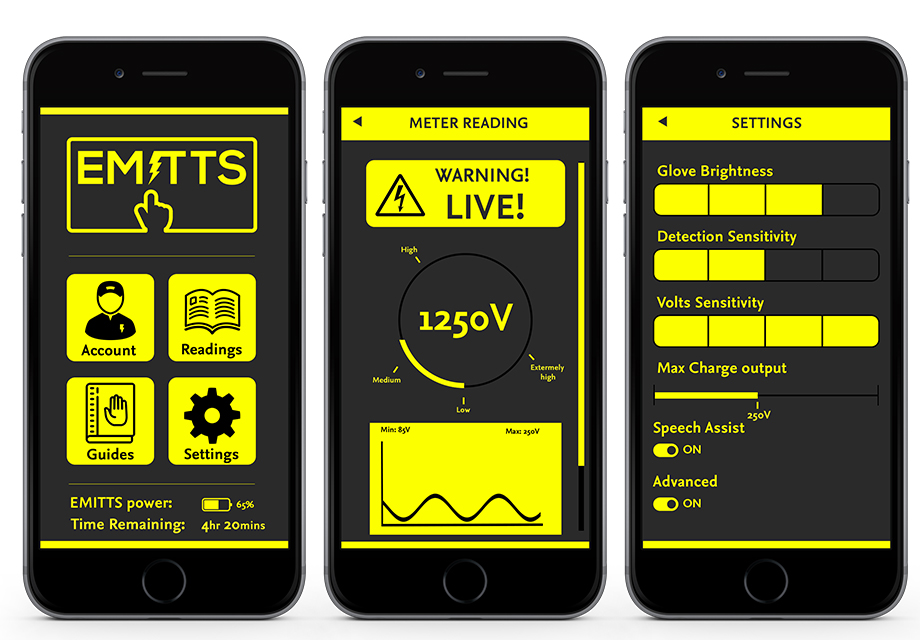 EMITTS
Account
Readings
Guides
Settings
EMITTS power:
65%
Time Remaining:
4hr 20mins
METER READING
WARNING!
LIVE!
High
1250V
Medium
Extermely
high
Low
Min: 85V
Max: 250V
SETTINGS
Glove Brightness
Detection Sensitivity
Volts Sensitivity
Max Charge output
250V
Speech Assist
ON
Advanced
ON